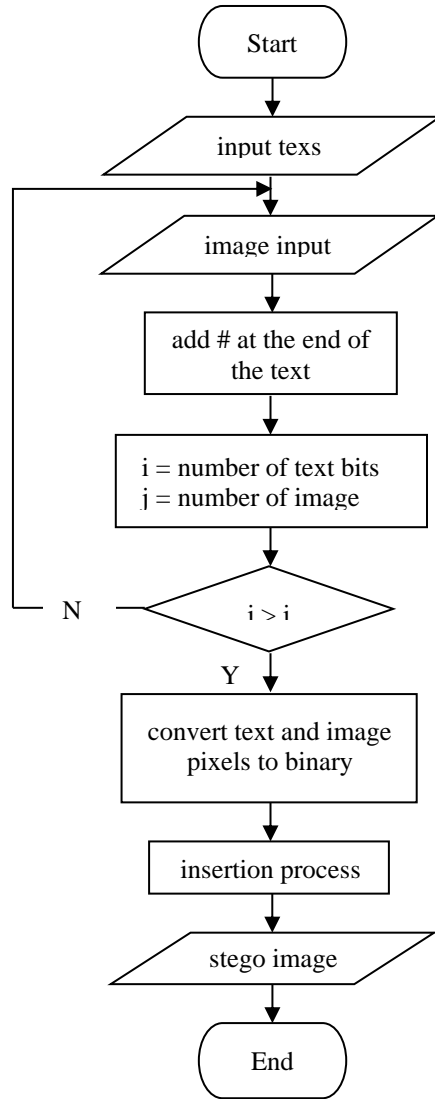 Start
input texs
image input
add # at the end of
the text
i = number of text bits
j = number of image
>
N
Y
convert text and image
pixels to binary
insertion process
stego image
End